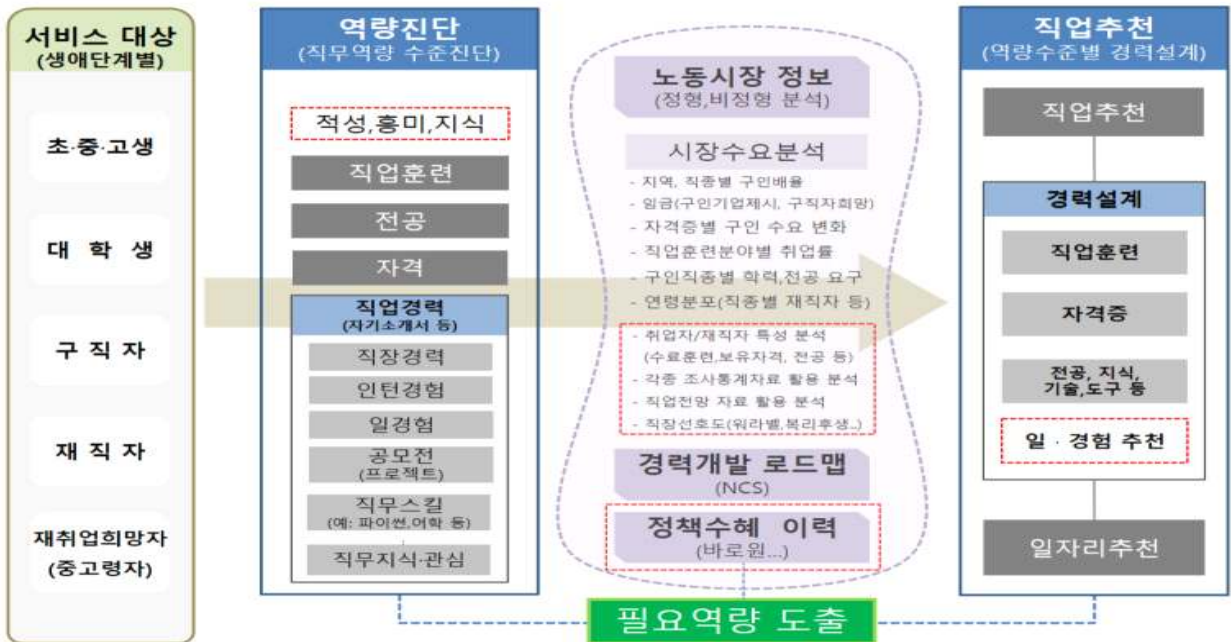 서비스 대상
(생애단계별)
초·중·고생
대 학 생
구 직 자
재 직 자
재취업희망자
(중고령자)
역량진단
(직무역량 수준진단)
적성,흥미,지식
직업훈련
전공
자격
직업경력
(자기소개서 등)
직장경력
인턴경험
일경험
공모전
(프로젝트)
직무스킬
(예: 파이썬,어학 등)
직무지식·관심
노동시장 정보
(정형,비정형 분석)
시장수요분석
- 지역, 직종별 구인배율
- 임금(구인기업제시, 구직자희망)
- 자격증별 구인 수요 변화
- 직업훈련분야별 취업률
- 구인직종별 학력,전공 요구
- 연령분포(직종별 재직자 등)
- 취업자/재직자 특성 분석
(수료훈련,보유자격, 전공 등)
- 각종 조사통계자료 활용 분석
- 직업전망 자료 활용 분석
- 직장선호도(워라밸,복리후생..)
경력개발 로드맵
(NCS)
정책수혜 이력
(바로원...)
필요역량 도출
직업추천
(역량수준별 경력설계)
직업추천
경력설계
직업훈련
자격증
전공, 지식,
기술,도구 등
일 · 경험 추천
일자리추천